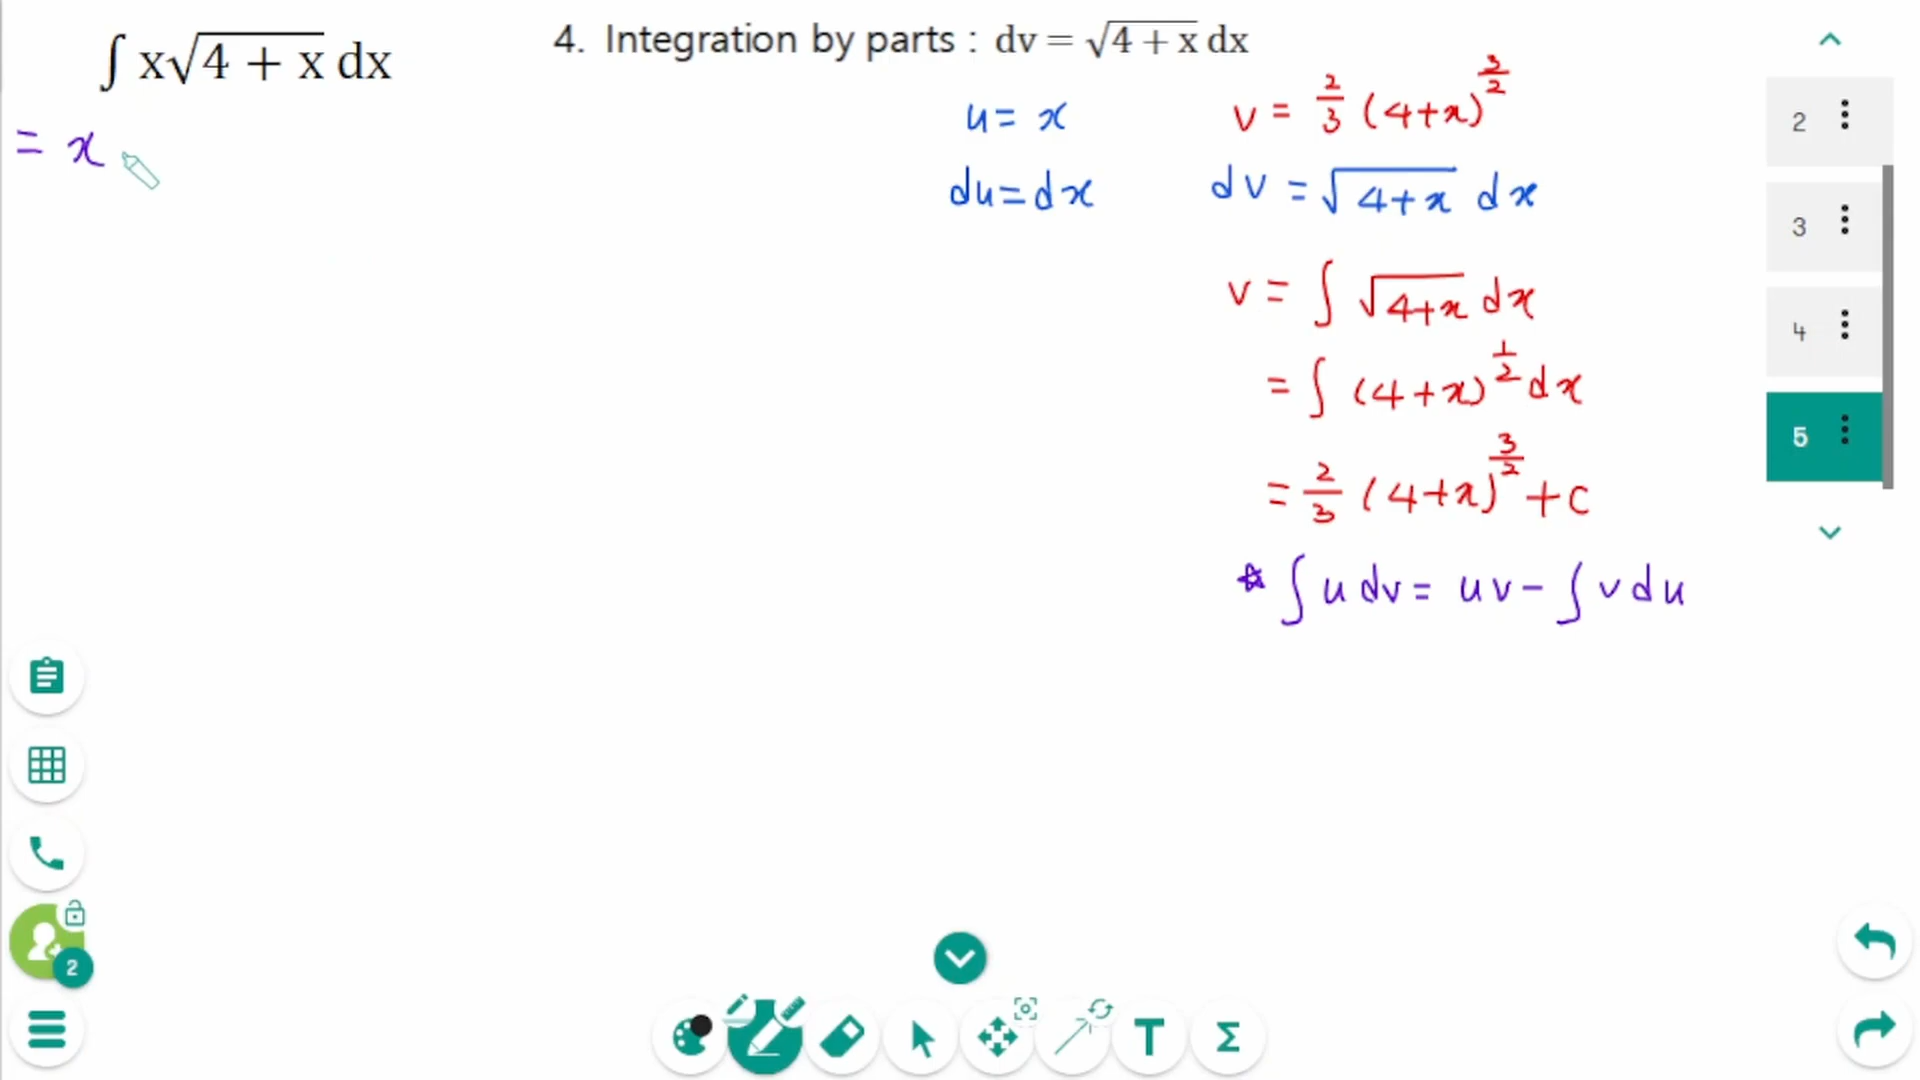 ∫ x√(4 + x) dx
4. Integration by parts : dv = √(4 + x) dx
= x
u = x
v = 2/3 (4+x)^(3/2)
du = dx
dv = √(4+x) dx
v = ∫ √(4+x) dx
= ∫ (4+x)^(1/2) dx
= 2/3 (4+x)^(3/2) + c
☆ ∫ u dv = uv - ∫ v du
2
3
4
5
2
T
Σ